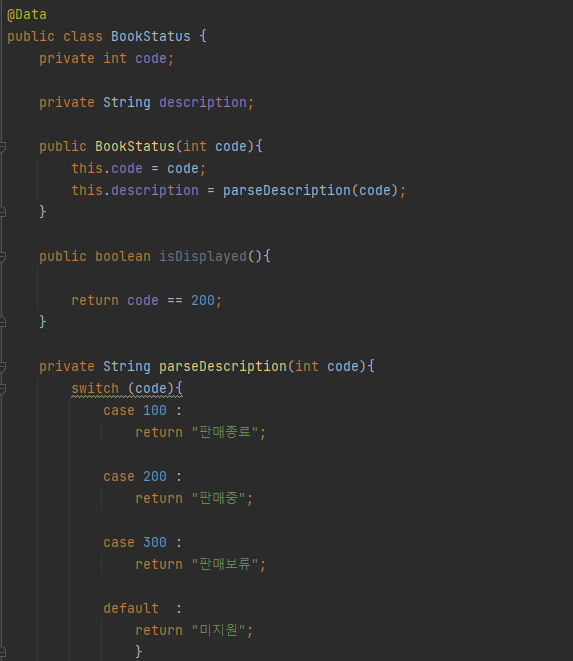 @Data
public class BookStatus {
    private int code;
    private String description;
    public BookStatus(int code){
        this.code = code;
        this.description = parseDescription(code);
    }
    public boolean isDisplayed(){
        return code == 200;
    }
    private String parseDescription(int code){
        switch (code){
            case 100 :
                return "판매종료";
            case 200 :
                return "판매중";
            case 300 :
                return "판매보류";
            default  :
                return "미지원";
                }